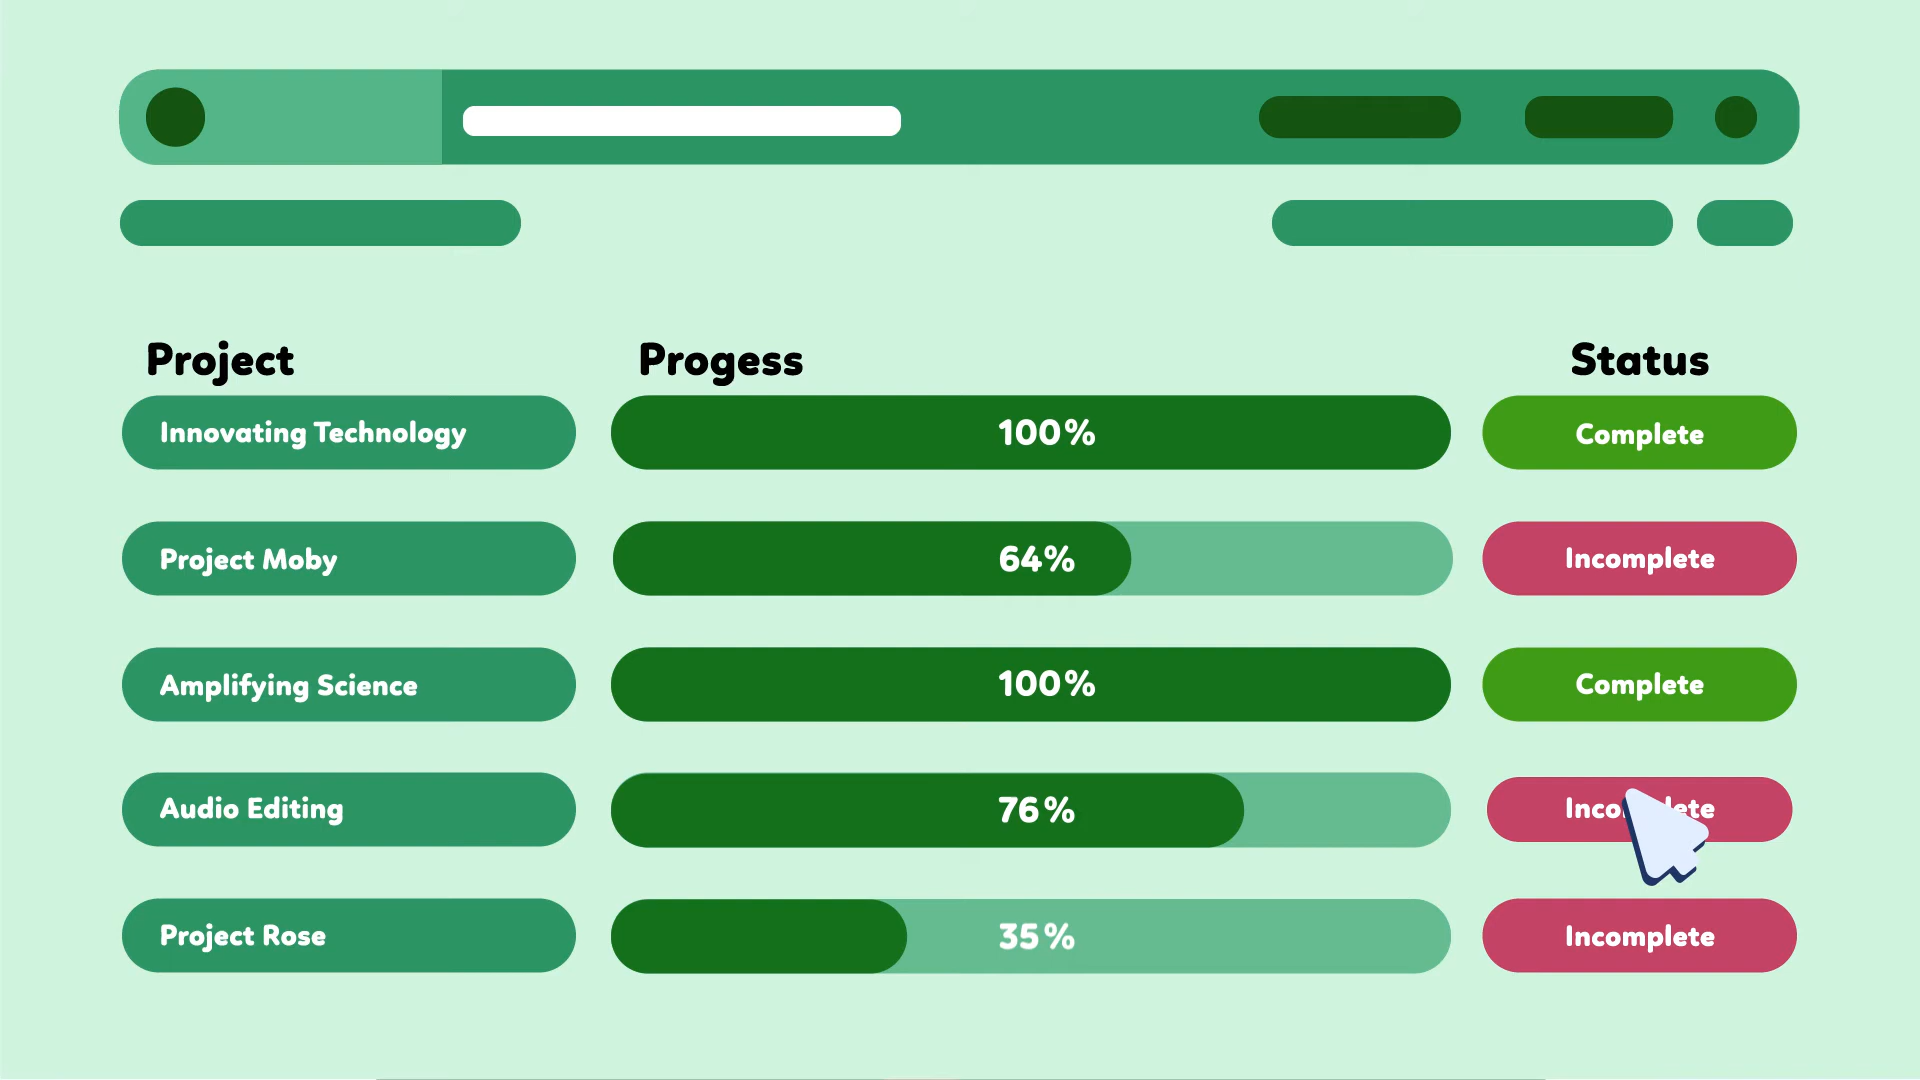 Project Progess Status
Innovating Technology 100% Complete
Project Moby 64% Incomplete
Amplifying Science 100% Complete
Audio Editing 76%
Project Rose 35% Incomplete